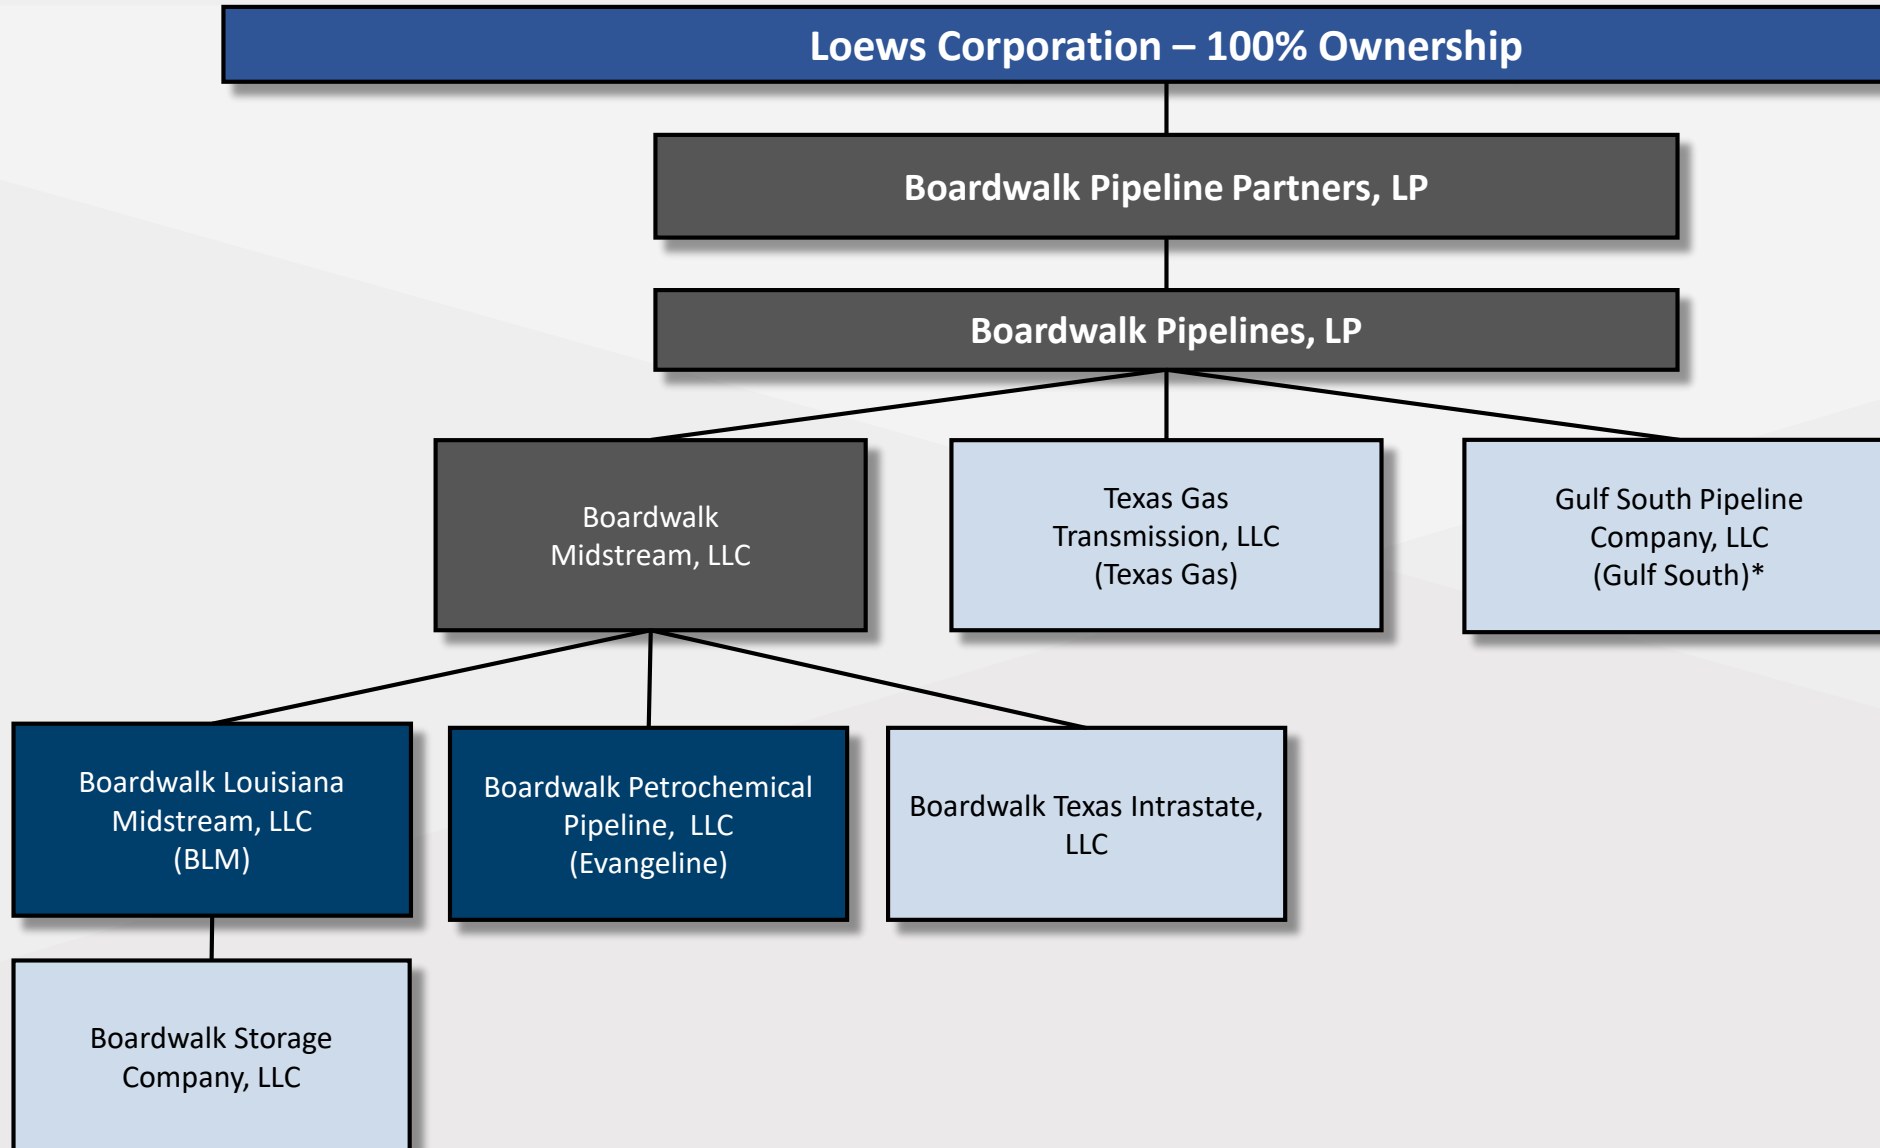 Loews Corporation – 100% Ownership
Boardwalk Pipeline Partners, LP
Boardwalk Pipelines, LP
Boardwalk
Midstream, LLC
Texas Gas
Transmission, LLC
(Texas Gas)
Gulf South Pipeline
Company, LLC
(Gulf South)*
Boardwalk Louisiana
Midstream, LLC
(BLM)
Boardwalk Petrochemical
Pipeline,  LLC
(Evangeline)
Boardwalk Texas Intrastate,
LLC
Boardwalk Storage
Company, LLC